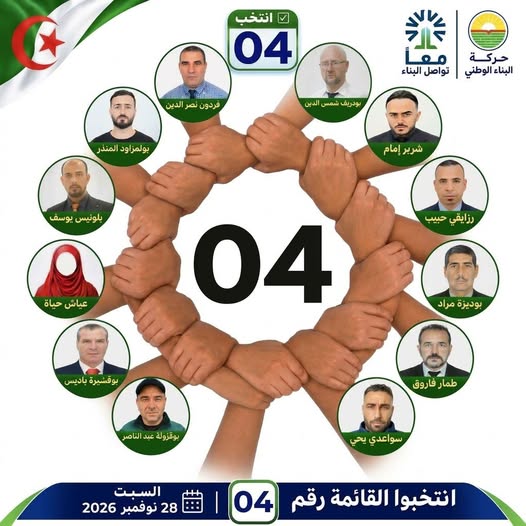 انتخب
04
معاً
تواصل البناء
حركة
البناء الوطني
فردون نصر الدين
بودريف شمس الدين
بولمزاود المنذر
شرير إمام
بلونيس يوسف
رزايقي حبيب
04
عياش حياة
بوديزة مراد
بوقشيرة باديس
طمار فاروق
بوقزولة عبد الناصر
سواعدي يحي
انتخبوا القائمة رقم
04
السبت
28 نوفمبر 2026